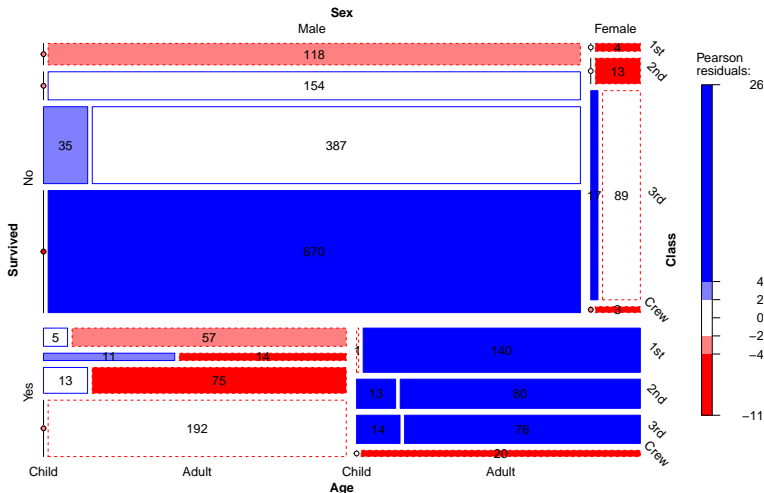 Sex
Male Female
118 4 1st
154 13 2nd
35 387 17 89 3rd
670 3 Crew
No
Survived
Class
5 57 1 140 1st
11 14 13 80 2nd
13 75 14 76 3rd
192 20 Crew
Yes
Child Adult Child Adult
Age
Pearson
residuals:
26
4
2
0
−2
−4
−11